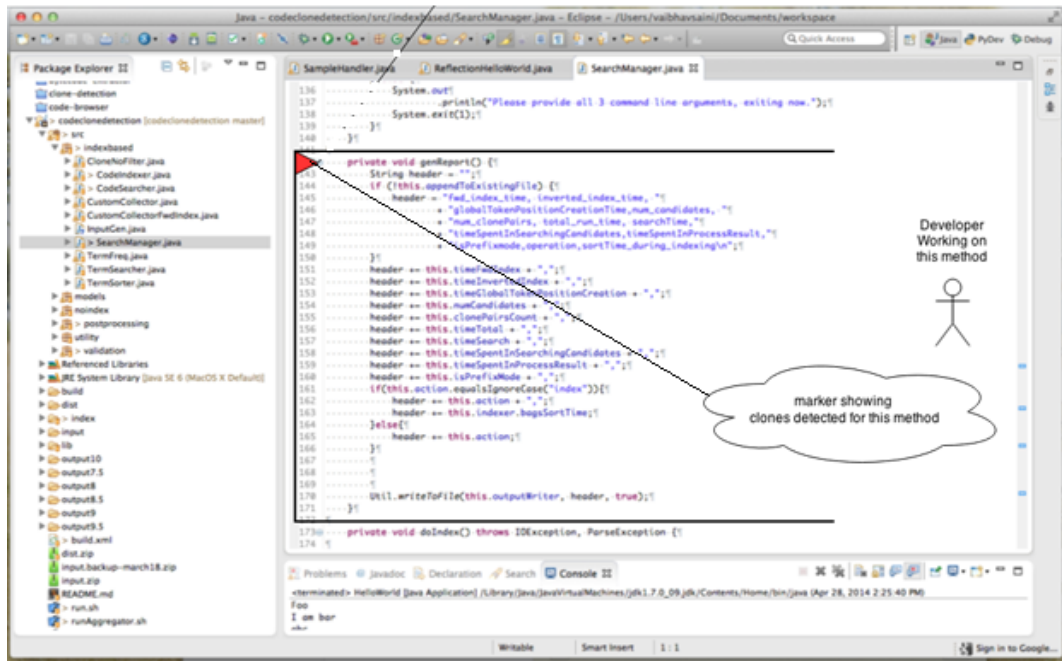 Java - codeclonedetection/src/indexbased/SearchManager.java - Eclipse - /Users/vaibhavsaini/Documents/workspace
Quick Access
Java
PyDev
Debug
Package Explorer
clone-detection
code-browser
> codeclonedetection [codeclonedetection master]
> src
> indexbased
CloneNoFilter.java
> CodeIndexer.java
> CodeSearcher.java
CustomCollector.java
CustomCollectorFwdIndex.java
InputGen.java
> SearchManager.java
TermFreq.java
TermSearcher.java
TermSorter.java
models
noindex
> postprocessing
utility
> validation
Referenced Libraries
JRE System Library [Java SE 6 (MacOS X Default)]
build
dist
> index
input
lib
output10
output7.5
output8
output8.5
output9
output9.5
> build.xml
dist.zip
input.backup-march18.zip
input.zip
README.md
> run.sh
> runAggregator.sh
SampleHandler.java
ReflectionHelloWorld.java
SearchManager.java
136 System.out
137 .println("Please provide all 3 command line arguments, exiting now.");
138 System.exit(1);
139 }
140 }
private void genReport() {
143 String header = "";
144 if (!this.appendToExistingFile) {
145 header = "fwd_index_time, inverted_index_time, "
146 + "globalTokenPositionCreationTime,num_candidates, "
147 + "num_clonePairs, total_run_time, searchTime,"
148 + "timeSpentInSearchingCandidates,timeSpentInProcessResult,"
149 + "isPrefixmode,operation,sortTime_during_indexing\n";
150 }
151 header += this.timeFwdIndex + ",";
152 header += this.timeInvertedIndex + ",";
153 header += this.timeGlobalTokenPositionCreation + ",";
154 header += this.numCandidates + ",";
155 header += this.clonePairsCount + ",";
156 header += this.timeTotal + ",";
157 header += this.timeSearch + ",";
158 header += this.timeSpentInSearchingCandidates + ",";
159 header += this.timeSpentInProcessResult + ",";
160 header += this.isPrefixMode + ",";
161 if(this.action.equalsIgnoreCase("index")){
162 header += this.action + ",";
163 header += this.indexer.bagsSortTime;
164 }else{
165 header += this.action;
166 }
167
168
169
170 Util.writeToFile(this.outputWriter, header, true);
171 }
173 private void doIndex() throws IOException, ParseException {
174
Developer
Working on
this method
marker showing
clones detected for this method
Problems
Javadoc
Declaration
Search
Console
<terminated> HelloWorld [Java Application] /Library/Java/JavaVirtualMachines/jdk1.7.0_09.jdk/Contents/Home/bin/java (Apr 28, 2014 2:25:40 PM)
Foo
I am bar
Writable
Smart Insert
1 : 1
Sign in to Google...